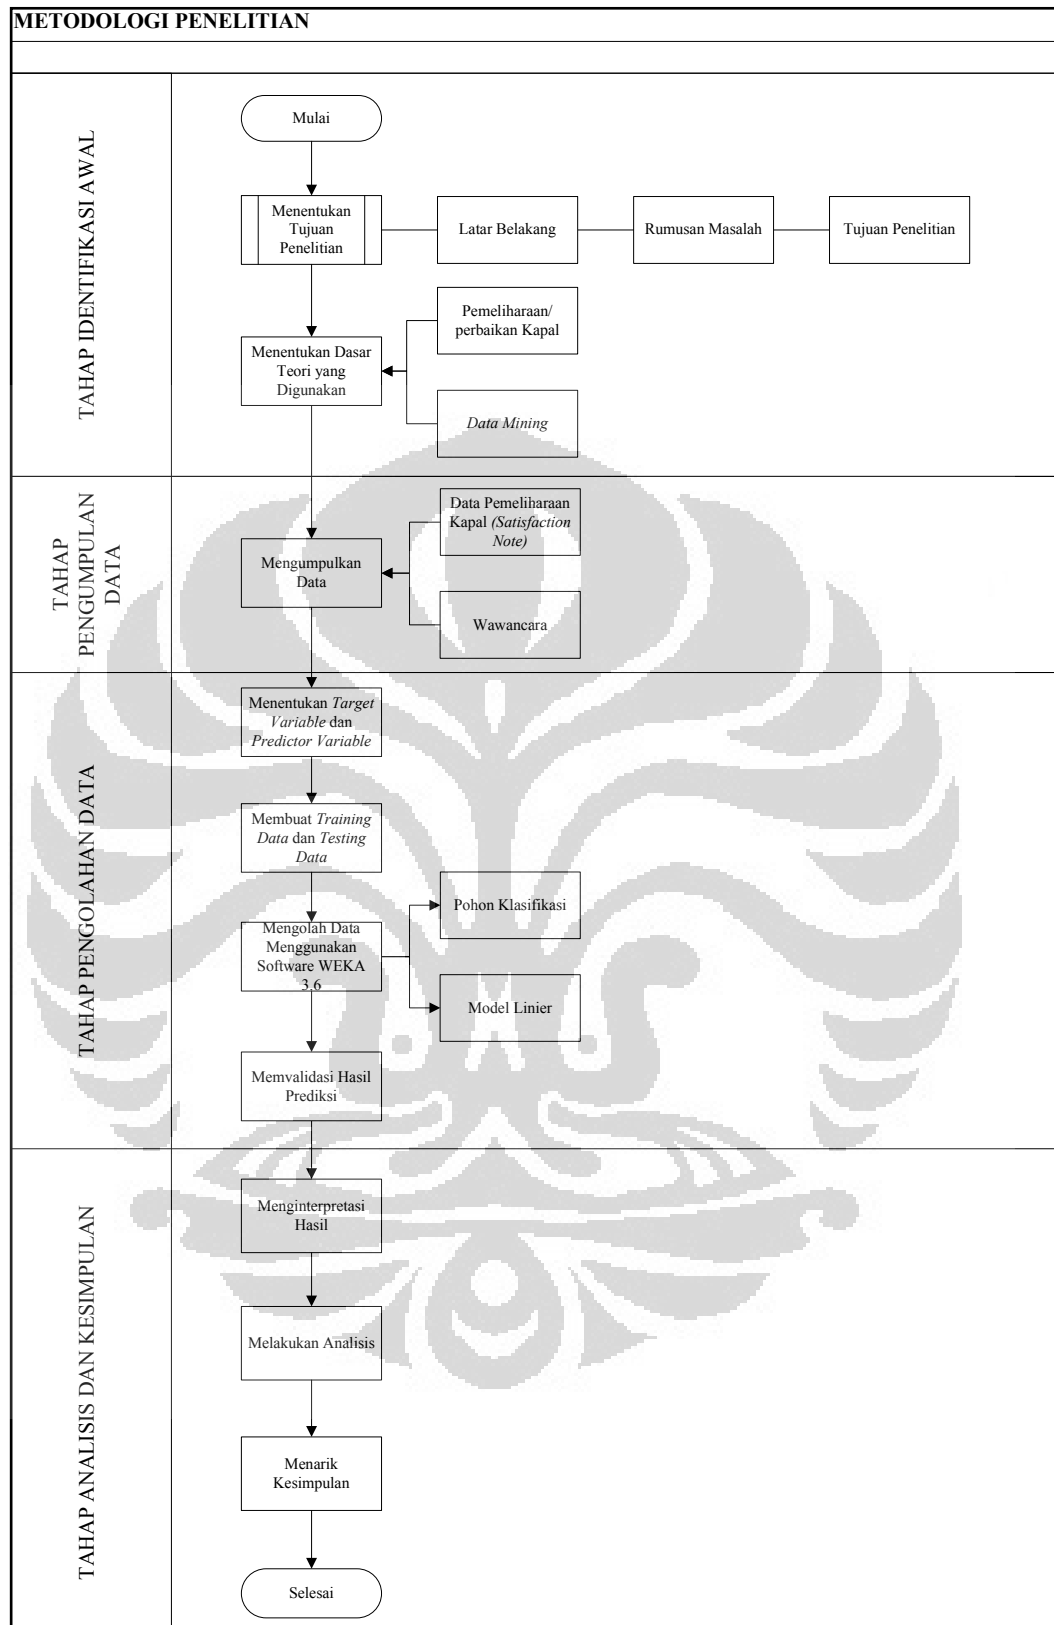 METODOLOGI PENELITIAN
TAHAP IDENTIFIKASI AWAL
Mulai
Menentukan
Tujuan
Penelitian
Latar Belakang
Rumusan Masalah
Tujuan Penelitian
Pemeliharaan/
perbaikan Kapal
Menentukan Dasar
Teori yang
Digunakan
Data Mining
TAHAP
PENGUMPULAN
DATA
Data Pemeliharaan
Kapal (Satisfaction
Note)
Mengumpulkan
Data
Wawancara
TAHAP PENGOLAHAN DATA
Menentukan Target
Variable dan
Predictor Variable
Membuat Training
Data dan Testing
Data
Mengolah Data
Menggunakan
Software WEKA
3.6
Pohon Klasifikasi
Model Linier
Memvalidasi Hasil
Prediksi
TAHAP ANALISIS DAN KESIMPULAN
Menginterpretasi
Hasil
Melakukan Analisis
Menarik
Kesimpulan
Selesai